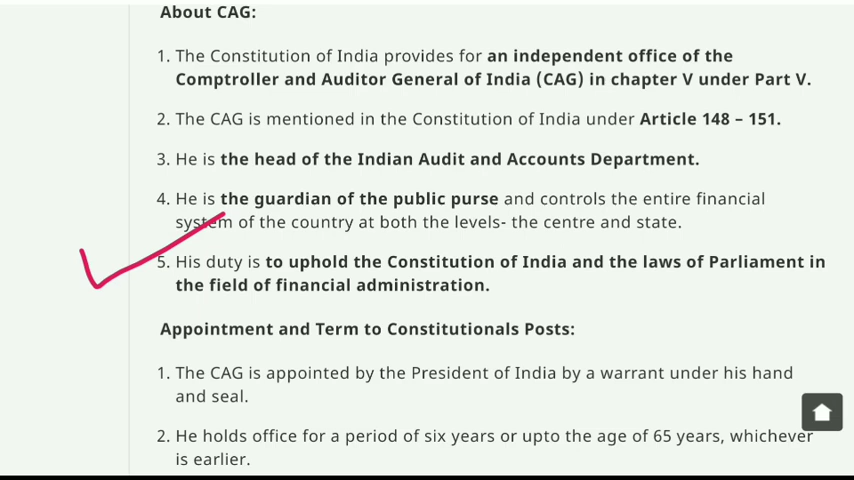 About CAG:
1. The Constitution of India provides for an independent office of the
Comptroller and Auditor General of India (CAG) in chapter V under Part V.
2. The CAG is mentioned in the Constitution of India under Article 148 – 151.
3. He is the head of the Indian Audit and Accounts Department.
4. He is the guardian of the public purse and controls the entire financial
system of the country at both the levels- the centre and state.
5. His duty is to uphold the Constitution of India and the laws of Parliament in
the field of financial administration.
Appointment and Term to Constitutionals Posts:
1. The CAG is appointed by the President of India by a warrant under his hand
and seal.
2. He holds office for a period of six years or upto the age of 65 years, whichever
is earlier.